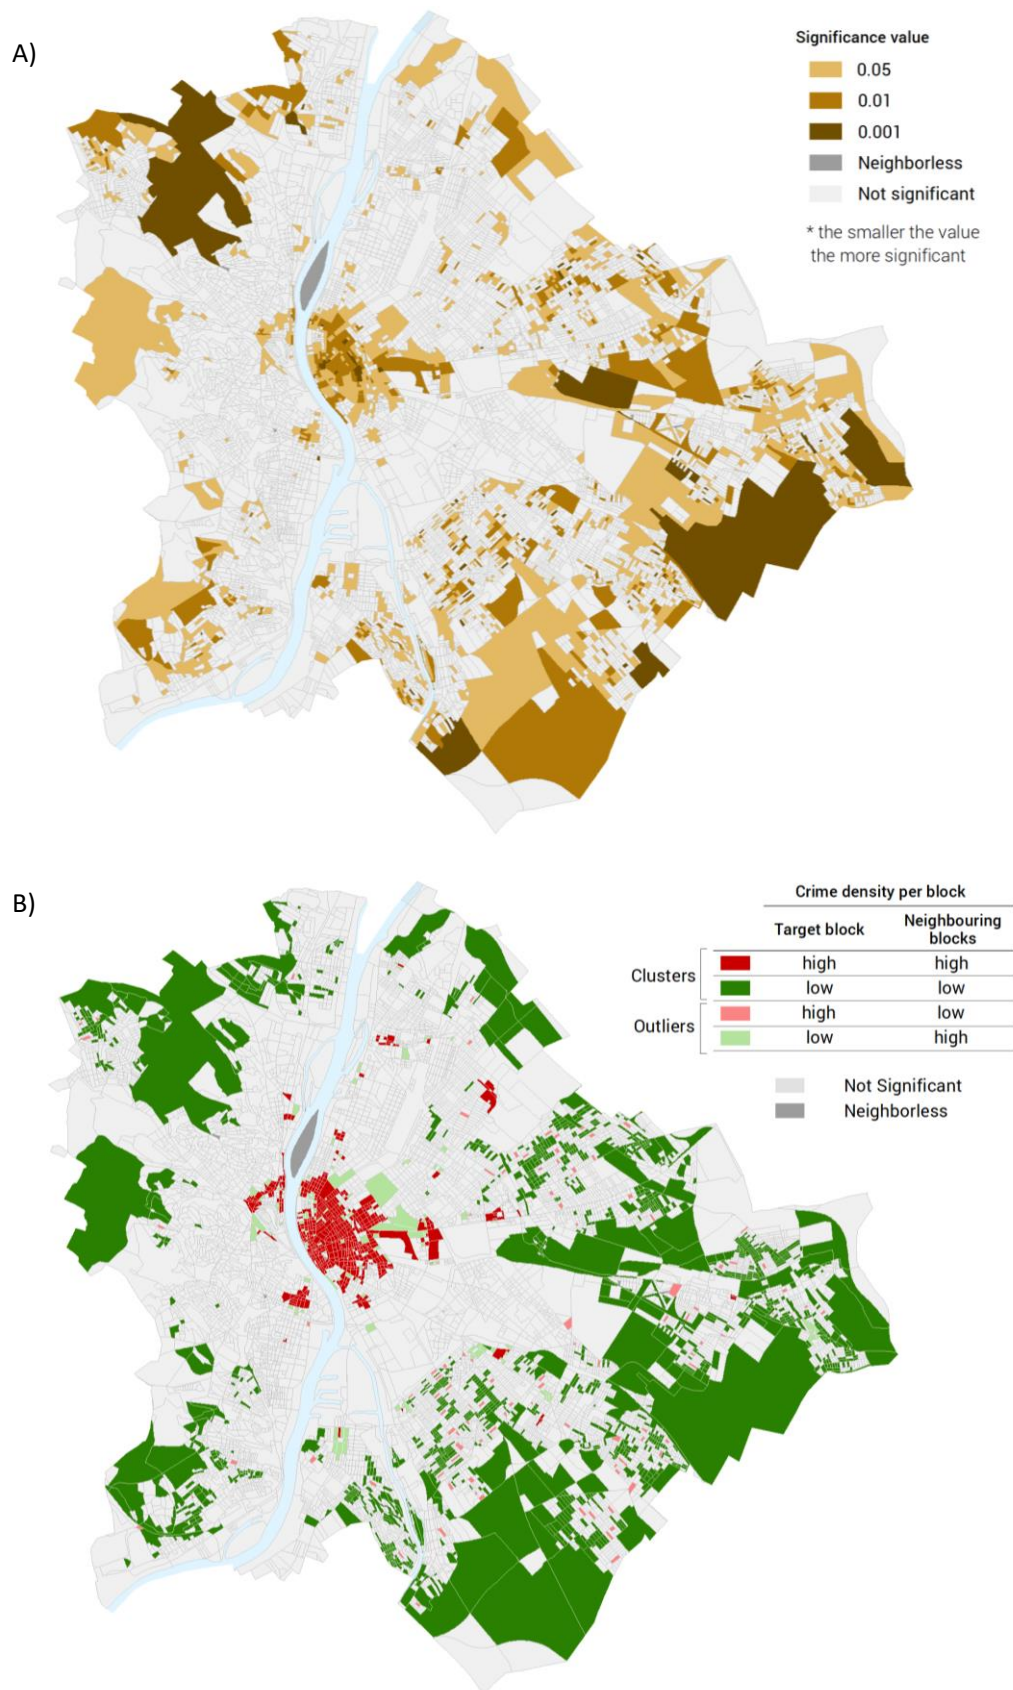 A)
Significance value
0.05
0.01
0.001
Neighborless
Not significant
* the smaller the value
the more significant
B)
Crime density per block
Target block Neighbouring blocks
Clusters
high high
low low
Outliers
high low
low high
Not Significant
Neighborless